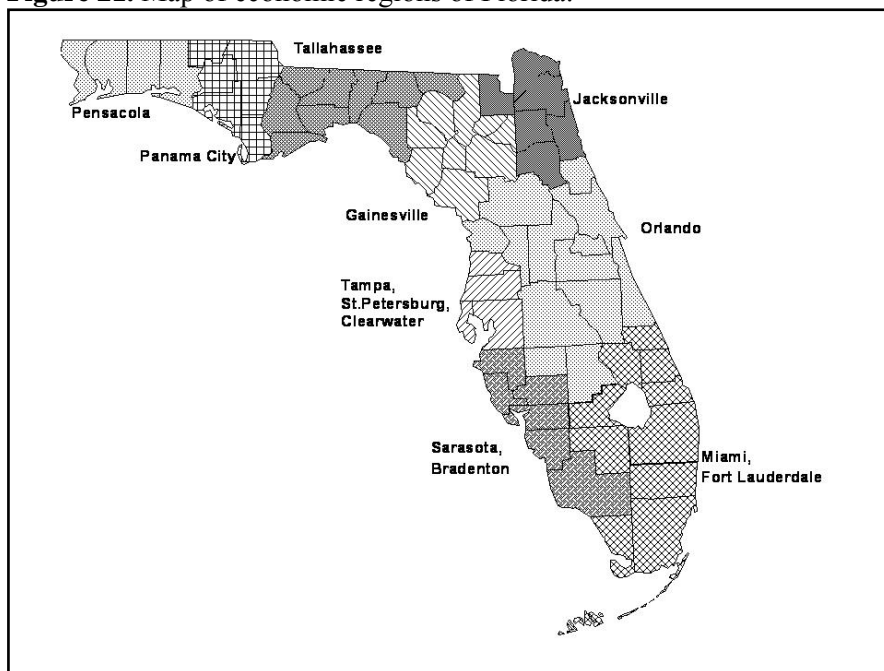 Figure 21. Map of economic regions of Florida.
Tallahassee
Jacksonville
Pensacola
Panama City
Gainesville
Orlando
Tampa,
St.Petersburg,
Clearwater
Sarasota,
Bradenton
Miami,
Fort Lauderdale